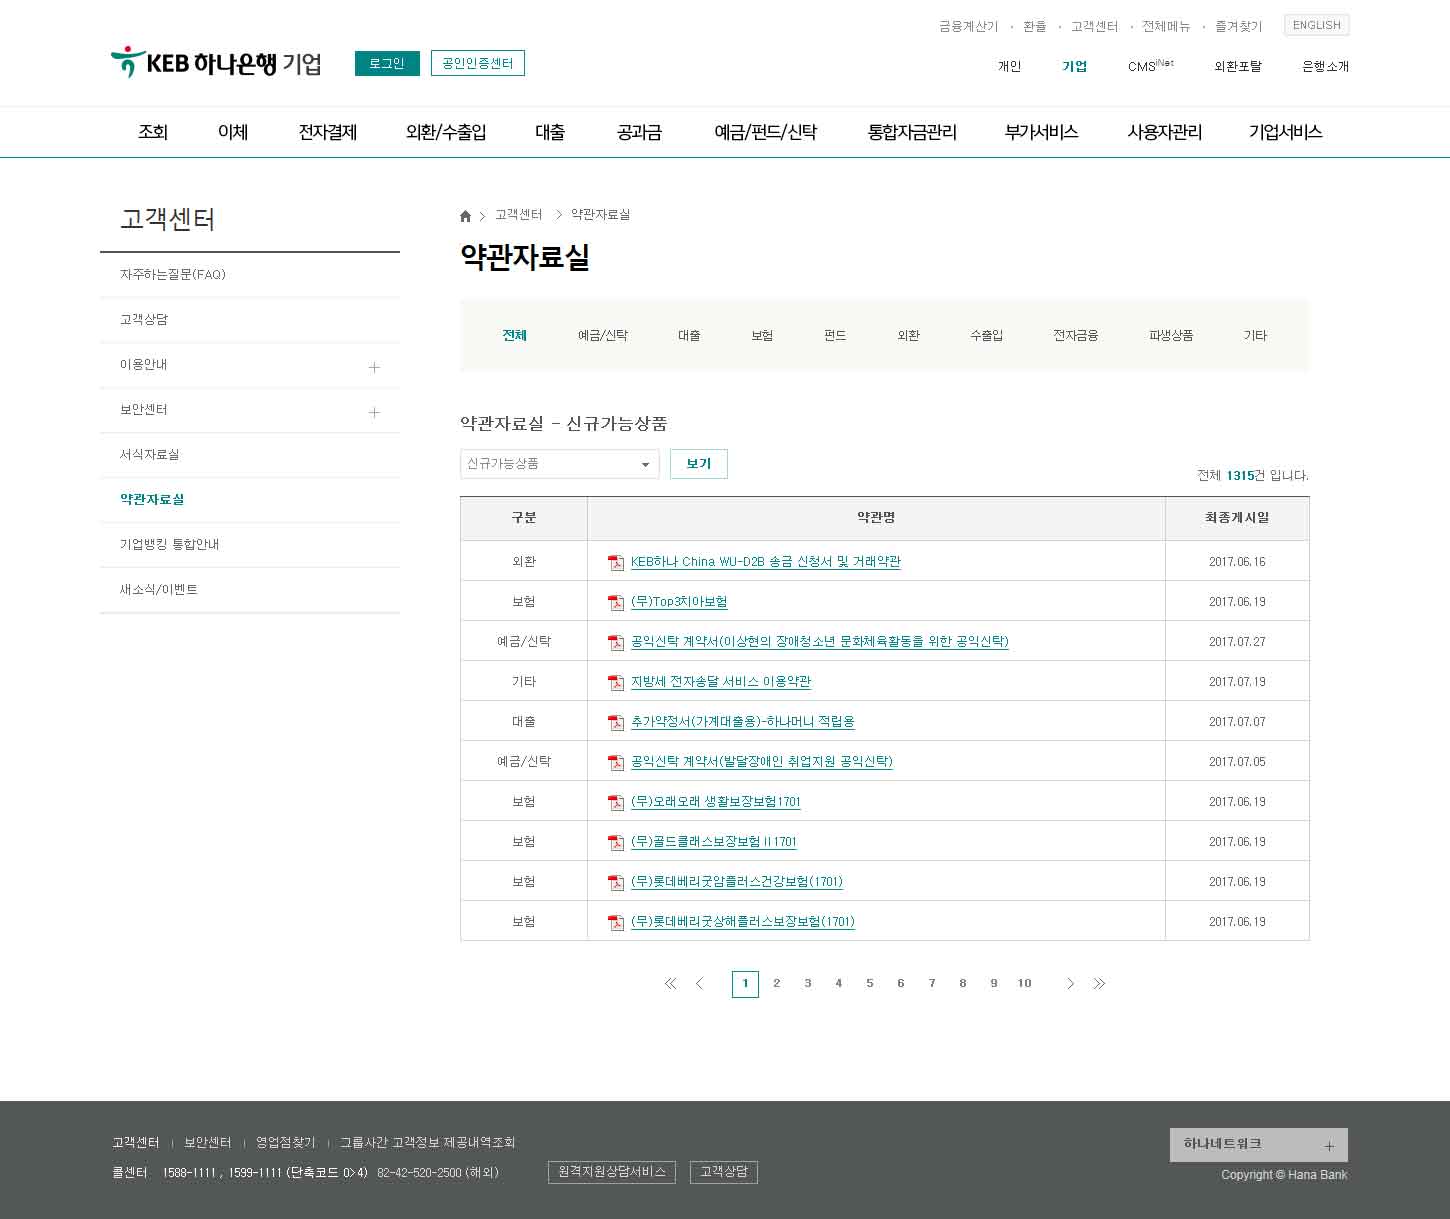 금융계산기 · 환율 · 고객센터 · 전체메뉴 · 즐겨찾기 ENGLISH
KEB 하나은행 기업 로그인 공인인증센터
개인 기업 CMSiNet 외환포탈 은행소개
조회 이체 전자결제 외환/수출입 대출 공과금 예금/펀드/신탁 통합자금관리 부가서비스 사용자관리 기업서비스
고객센터
자주하는질문(FAQ)
고객상담
이용안내
보안센터
서식자료실
약관자료실
기업뱅킹 통합안내
새소식/이벤트
고객센터 > 약관자료실
약관자료실
전체 예금/신탁 대출 보험 펀드 외환 수출입 전자금융 파생상품 기타
약관자료실 - 신규가능상품
신규가능상품 보기
전체 1315건 입니다.
구분 약관명 최종게시일
외환 KEB하나 China WU-D2B 송금 신청서 및 거래약관 2017.06.16
보험 (무)Top3치아보험 2017.06.19
예금/신탁 공익신탁 계약서(이상현의 장애청소년 문화체육활동을 위한 공익신탁) 2017.07.27
기타 지방세 전자송달 서비스 이용약관 2017.07.19
대출 추가약정서(가계대출용)-하나머니 적립용 2017.07.07
예금/신탁 공익신탁 계약서(발달장애인 취업지원 공익신탁) 2017.07.05
보험 (무)오래오래 생활보장보험1701 2017.06.19
보험 (무)골드클래스보장보험Ⅱ1701 2017.06.19
보험 (무)롯데베리굿암플러스건강보험(1701) 2017.06.19
보험 (무)롯데베리굿상해플러스보장보험(1701) 2017.06.19
1 2 3 4 5 6 7 8 9 10
고객센터 | 보안센터 | 영업점찾기 | 그룹사간 고객정보 제공내역조회
콜센터 1588-1111 , 1599-1111 (단축코드 0>4) 82-42-520-2500 (해외) 원격지원상담서비스 고객상담
하나네트워크 +
Copyright © Hana Bank